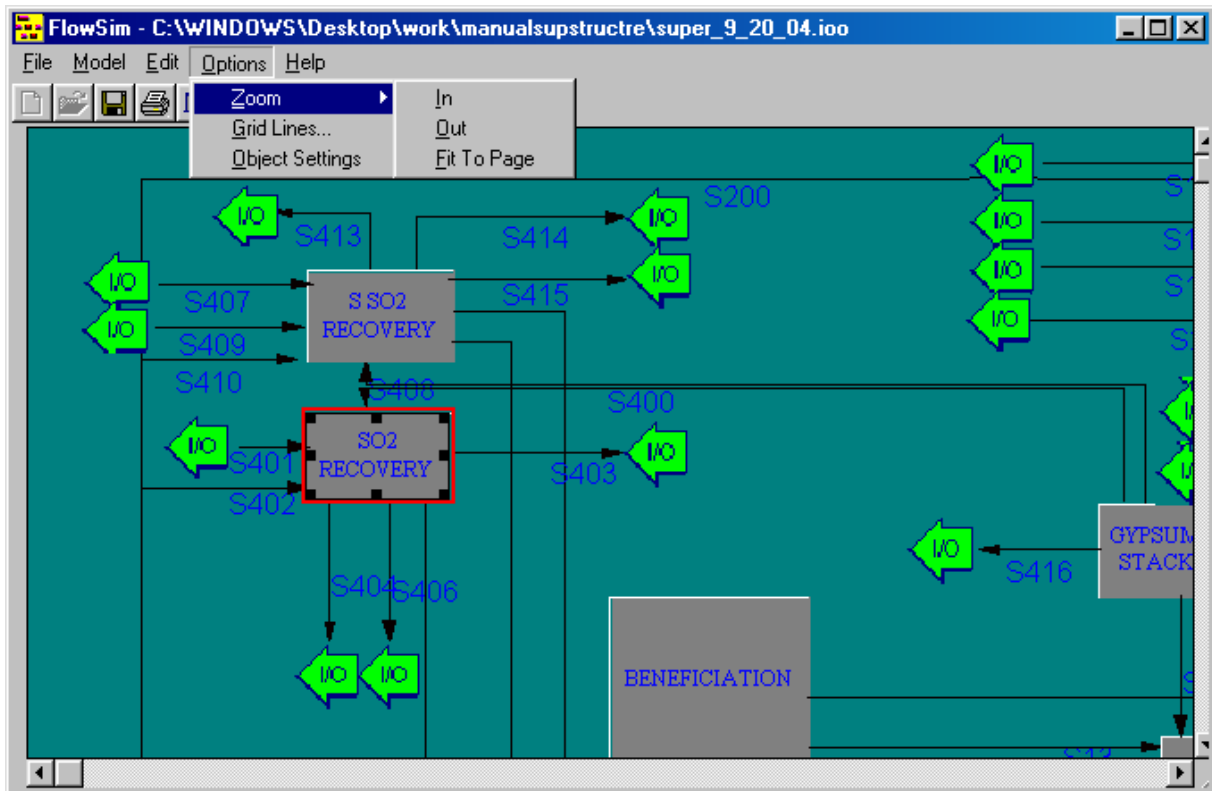 FlowSim - C:\WINDOWS\Desktop\work\manualsupstructre\super_9_20_04.ioo
File Model Edit Options Help
Zoom
In
Grid Lines...
Out
Object Settings
Fit To Page
I/O
I/O
I/O
S200
S413
S414
I/O
I/O
I/O
I/O
S407
S415
S SO2
RECOVERY
I/O
I/O
S409
S410
S408
S400
SO2
RECOVERY
I/O
I/O
S401
S403
S402
GYPSUM
STACK
I/O
S416
S404
S406
I/O
I/O
BENEFICIATION